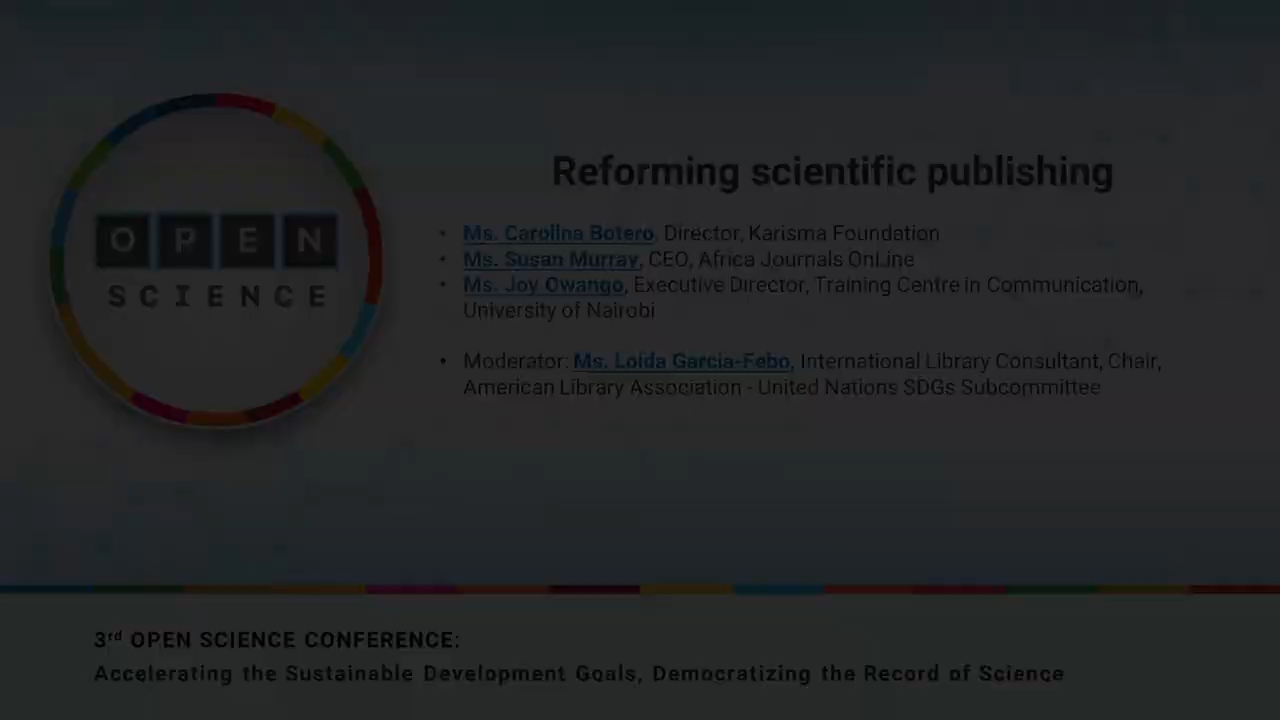 OPEN
SCIENCE
Reforming scientific publishing
• Ms. Carolina Botero, Director, Karisma Foundation
• Ms. Susan Murray, CEO, Africa Journals OnLine
• Ms. Joy Owango, Executive Director, Training Centre in Communication,
University of Nairobi
• Moderator: Ms. Loida Garcia-Febo, International Library Consultant, Chair,
American Library Association - United Nations SDGs Subcommittee
3rd OPEN SCIENCE CONFERENCE:
Accelerating the Sustainable Development Goals, Democratizing the Record of Science